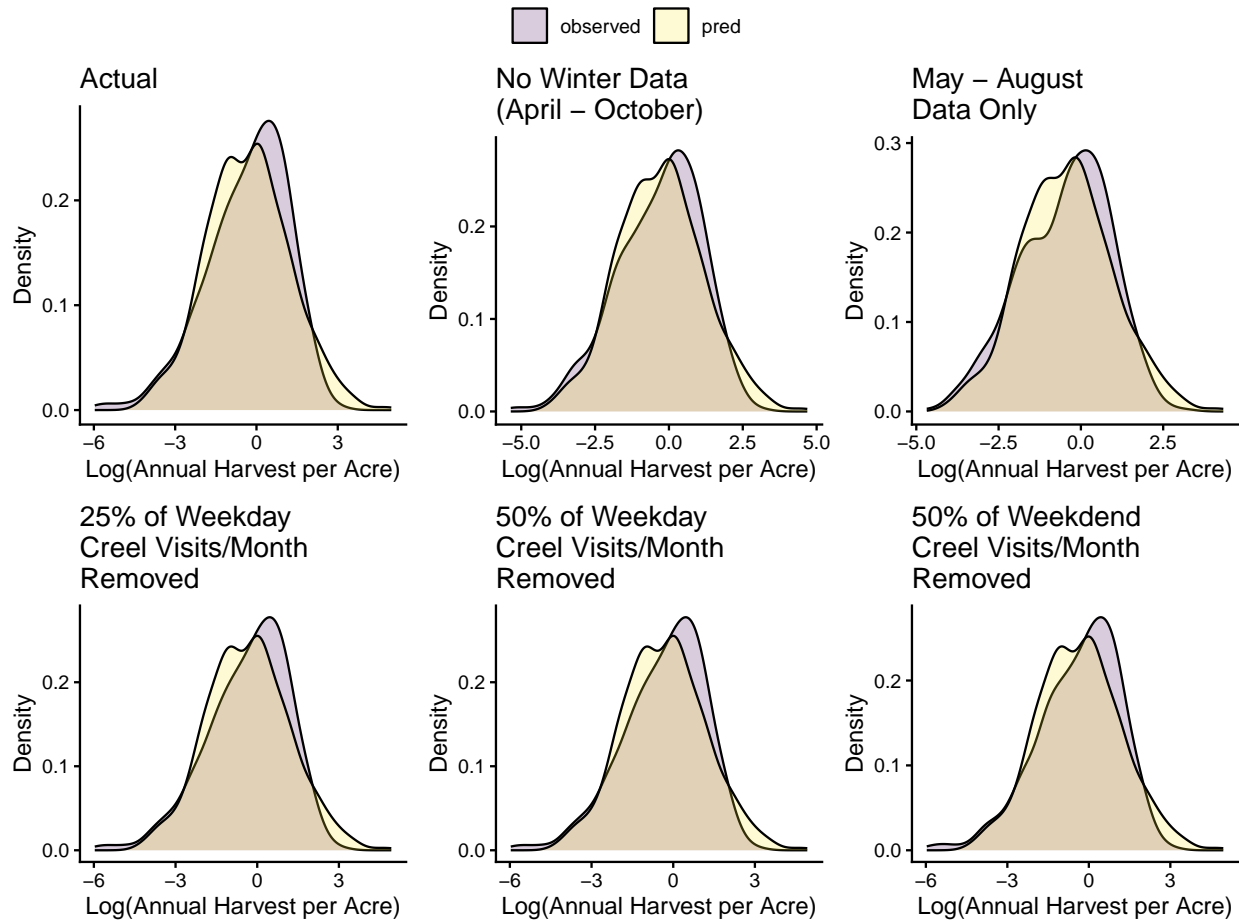 observed pred
Actual
No Winter Data
(April − October)
May − August
Data Only
Density
0.2
0.1
0.0
−6 −3 0 3
Log(Annual Harvest per Acre)
Density
0.2
0.1
0.0
−5.0 −2.5 0.0 2.5 5.0
Log(Annual Harvest per Acre)
Density
0.3
0.2
0.1
0.0
−5.0 −2.5 0.0 2.5
Log(Annual Harvest per Acre)
25% of Weekday
Creel Visits/Month
Removed
Density
0.2
0.1
0.0
−6 −3 0 3
Log(Annual Harvest per Acre)
50% of Weekday
Creel Visits/Month
Removed
Density
0.2
0.1
0.0
−6 −3 0 3
Log(Annual Harvest per Acre)
50% of Weekdend
Creel Visits/Month
Removed
Density
0.2
0.1
0.0
−6 −3 0 3
Log(Annual Harvest per Acre)